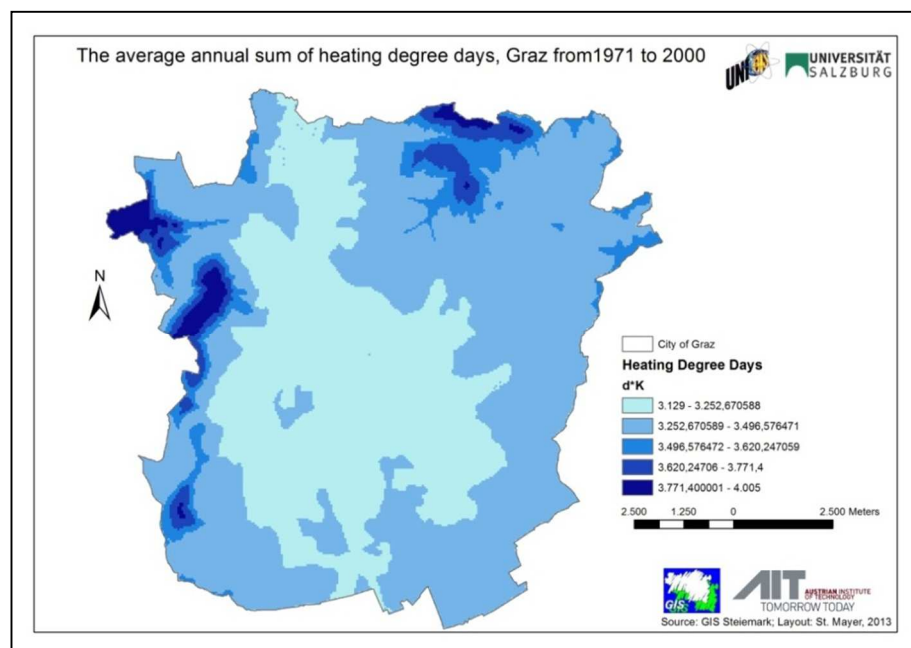 The average annual sum of heating degree days, Graz from1971 to 2000
UNIGIS
UNIVERSITÄT
SALZBURG
N
City of Graz
Heating Degree Days
d*K
3.129 - 3.252,670588
3.252,670589 - 3.496,576471
3.496,576472 - 3.620,247059
3.620,24706 - 3.771,4
3.771,400001 - 4.005
2.500 1.250 0 2.500 Meters
GIS
AIT
AUSTRIAN INSTITUTE
OF TECHNOLOGY
TOMORROW TODAY
Source: GIS Steiemark; Layout: St. Mayer, 2013